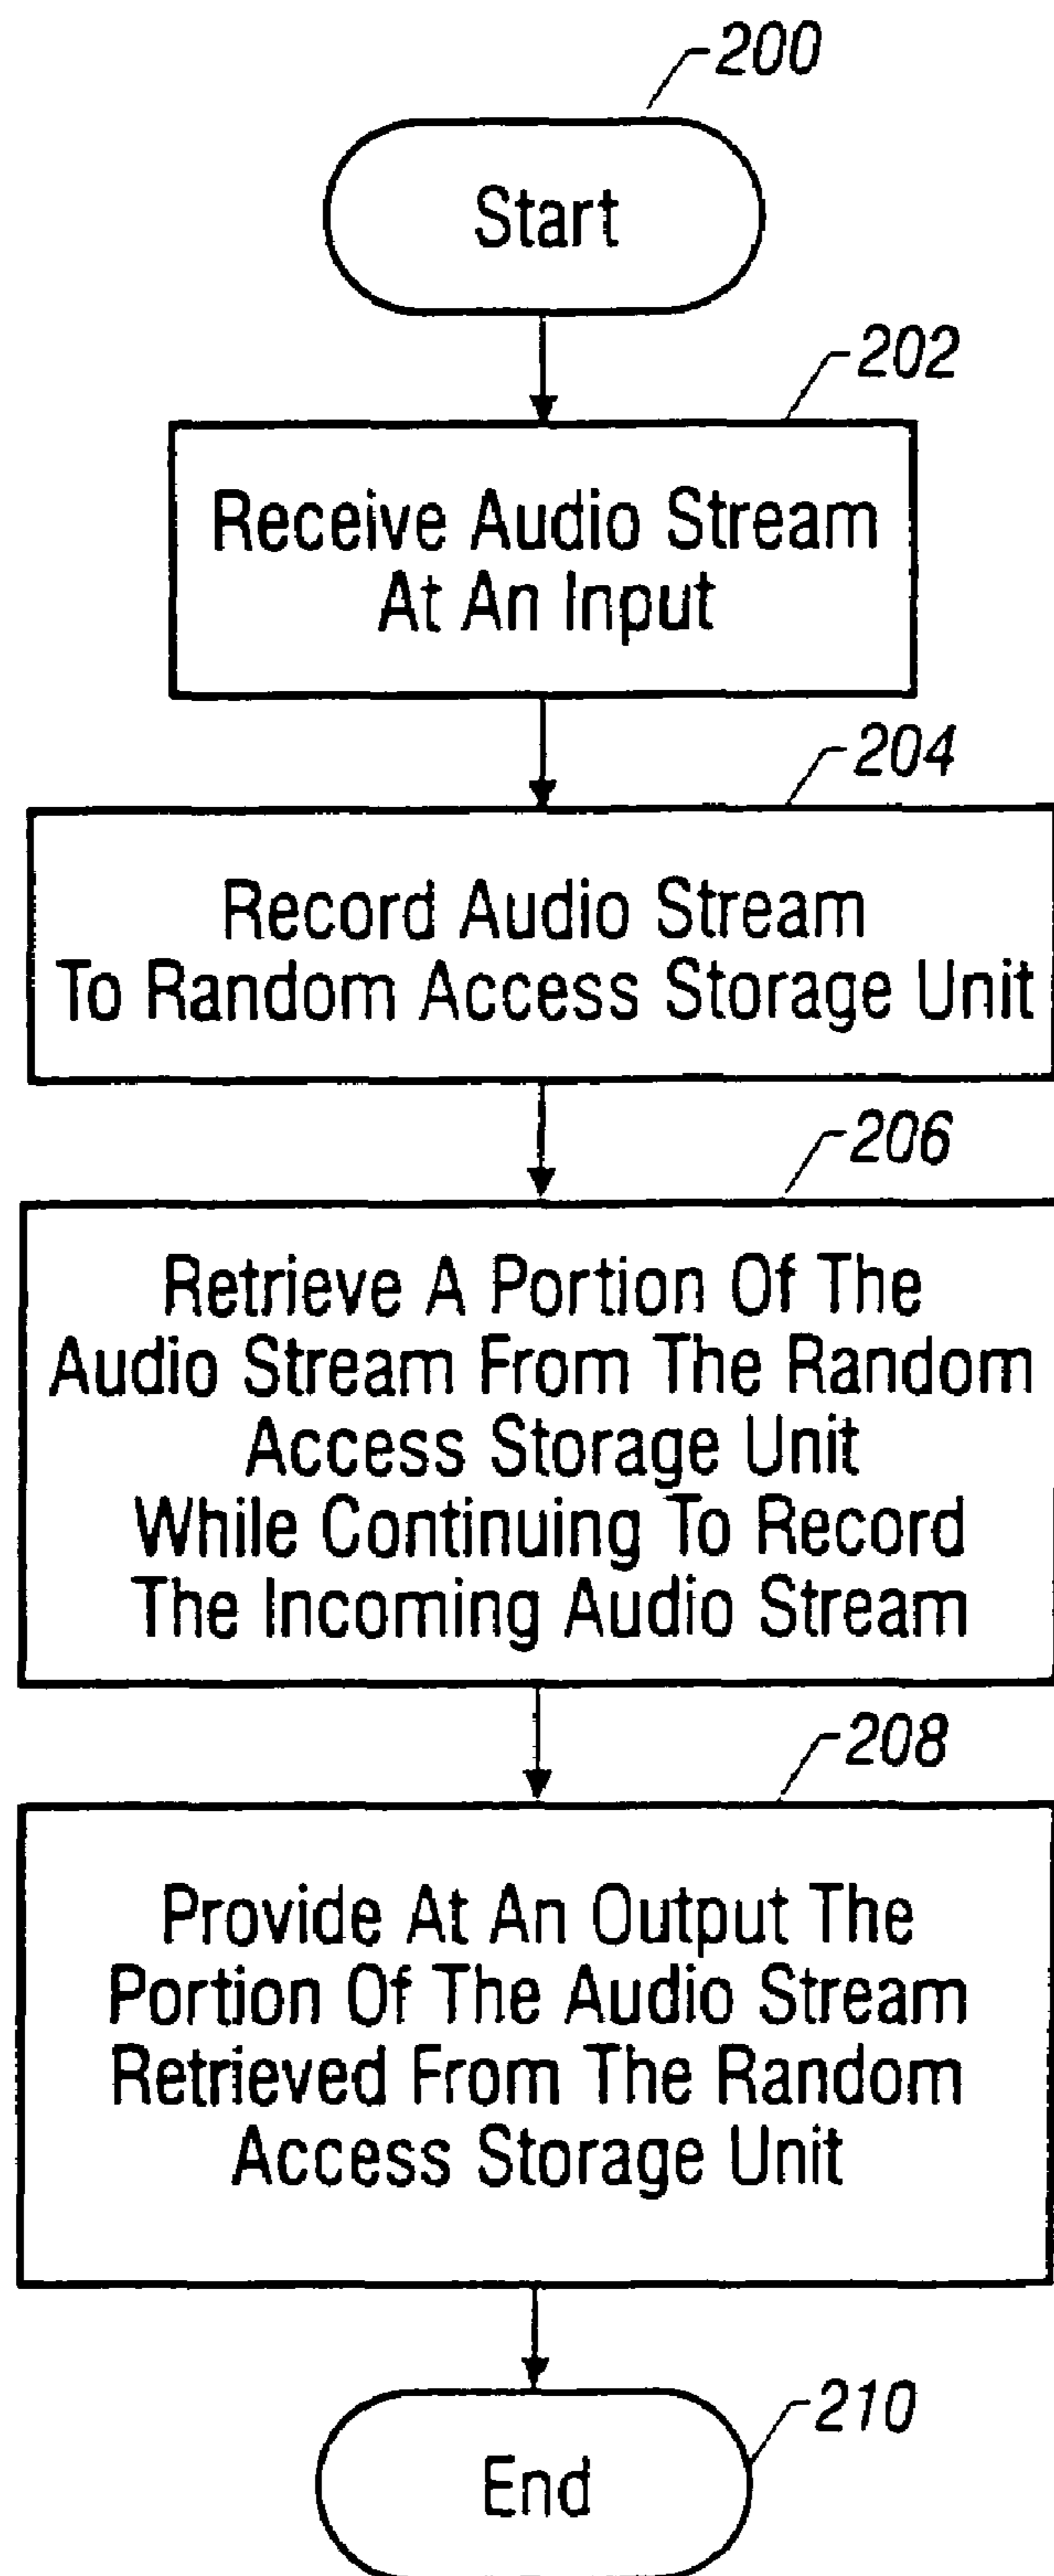 200
Start
202
Receive Audio Stream
At An Input
204
Record Audio Stream
To Random Access Storage Unit
206
Retrieve A Portion Of The
Audio Stream From The Random
Access Storage Unit
While Continuing To Record
The Incoming Audio Stream
208
Provide At An Output The
Portion Of The Audio Stream
Retrieved From The Random
Access Storage Unit
210
End